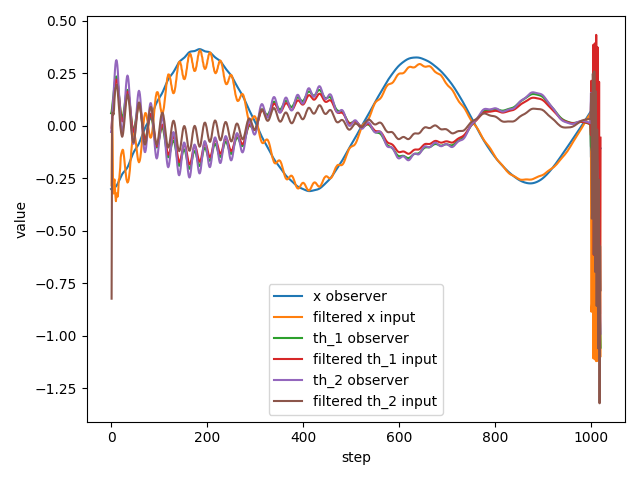 0.50
0.25
0.00
−0.25
−0.50
−0.75
−1.00
−1.25
value
x observer
filtered x input
th_1 observer
filtered th_1 input
th_2 observer
filtered th_2 input
0 200 400 600 800 1000
step